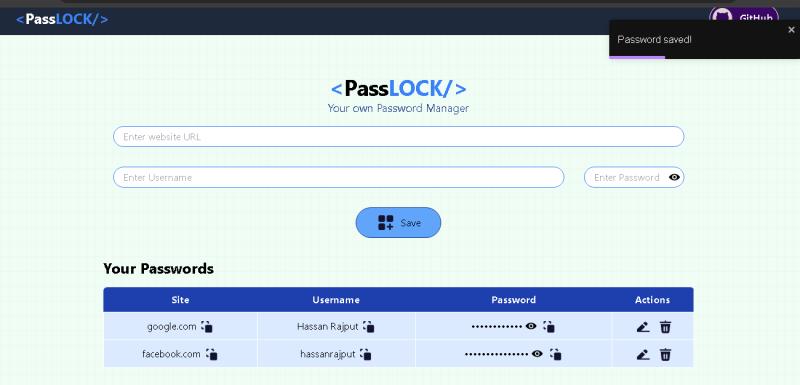 <PassLOCK/>
GitHub
Password saved!
<PassLOCK/>
Your own Password Manager
Enter website URL
Enter Username
Enter Password
Save
Your Passwords
Site Username Password Actions
google.com Hassan Rajput ••••••••••••
facebook.com hassanrajput •••••••••••••••